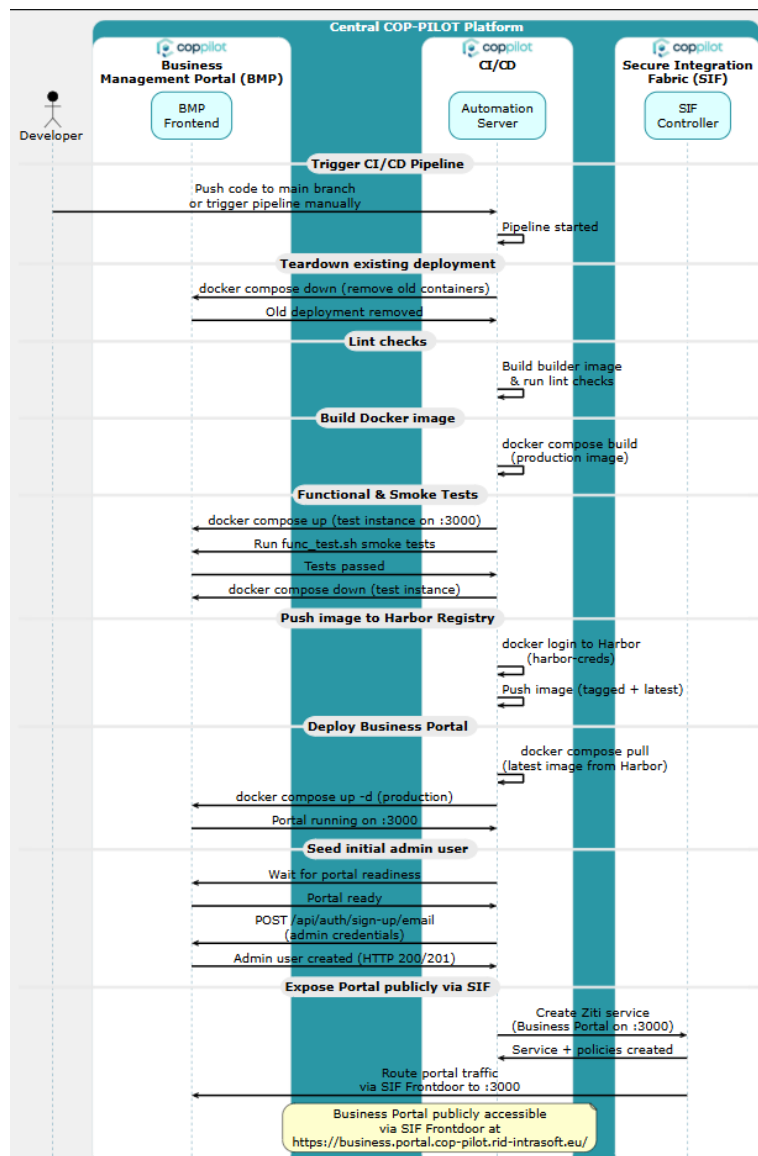 Central COP-PILOT Platform
coppilot
Business
Management Portal (BMP)
coppilot
CI/CD
coppilot
Secure Integration
Fabric (SIF)
Developer
BMP
Frontend
Automation
Server
SIF
Controller
Trigger CI/CD Pipeline
Push code to main branch
or trigger pipeline manually
Pipeline started
Teardown existing deployment
docker compose down (remove old containers)
Old deployment removed
Lint checks
Build builder image
& run lint checks
Build Docker image
docker compose build
(production image)
Functional & Smoke Tests
docker compose up (test instance on :3000)
Run func_test.sh smoke tests
Tests passed
docker compose down (test instance)
Push image to Harbor Registry
docker login to Harbor
(harbor-creds)
Push image (tagged + latest)
Deploy Business Portal
docker compose pull
(latest image from Harbor)
docker compose up -d (production)
Portal running on :3000
Seed initial admin user
Wait for portal readiness
Portal ready
POST /api/auth/sign-up/email
(admin credentials)
Admin user created (HTTP 200/201)
Expose Portal publicly via SIF
Create Ziti service
(Business Portal on :3000)
Service + policies created
Route portal traffic
via SIF Frontdoor to :3000
Business Portal publicly accessible
via SIF Frontdoor at
https://business.portal.cop-pilot.rid-intrasoft.eu/